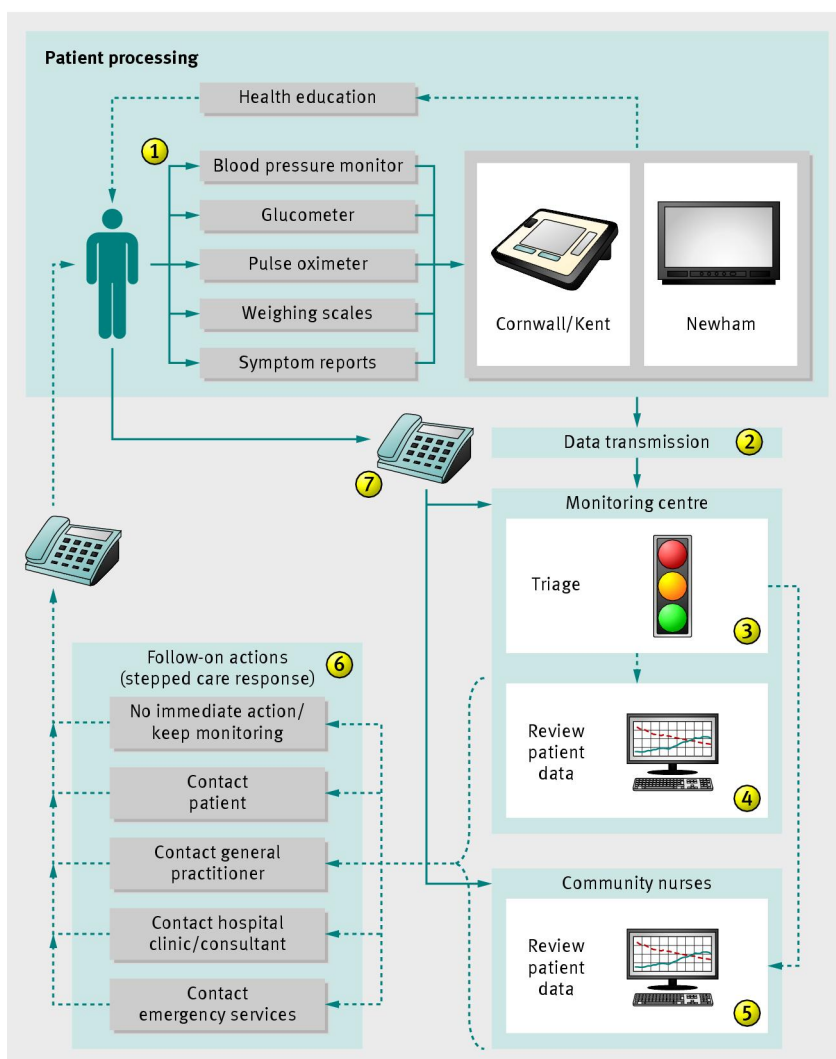 Patient processing
Health education
1
Blood pressure monitor
Glucometer
Pulse oximeter
Weighing scales
Symptom reports
Cornwall/Kent
Newham
Data transmission
2
7
Monitoring centre
Triage
3
Follow-on actions
(stepped care response)
6
No immediate action/
keep monitoring
Contact
patient
Contact general
practitioner
Contact hospital
clinic/consultant
Contact
emergency services
Review
patient
data
4
Community nurses
Review
patient
data
5